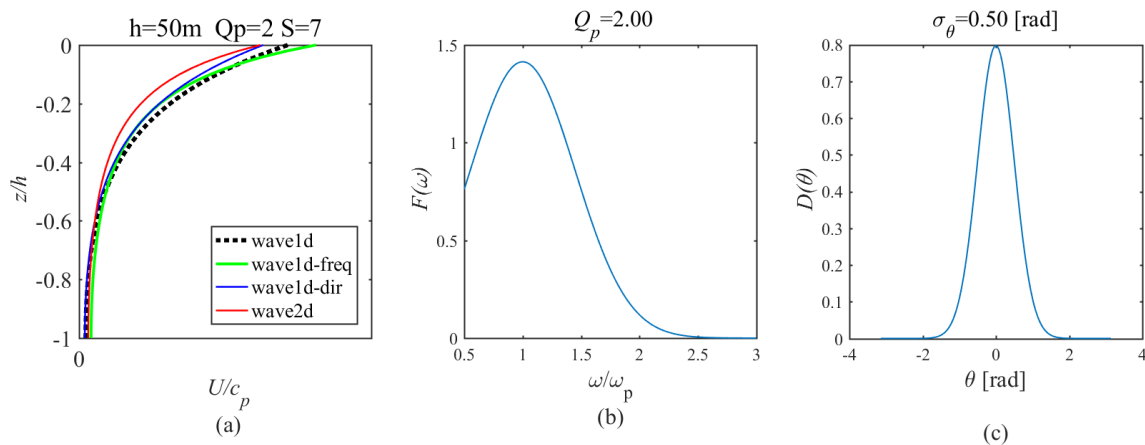 h=50m Qp=2 S=7
0
-0.2
-0.4
-0.6
-0.8
-1
z/h
wave1d
wave1d-freq
wave1d-dir
wave2d
0
U/c_p
(a)
Q_p=2.00
1.5
1
0.5
0
F(ω)
0.5 1 1.5 2 2.5 3
ω/ω_p
(b)
σ_θ=0.50 [rad]
0.8
0.7
0.6
0.5
0.4
0.3
0.2
0.1
0
D(θ)
-4 -2 0 2 4
θ [rad]
(c)